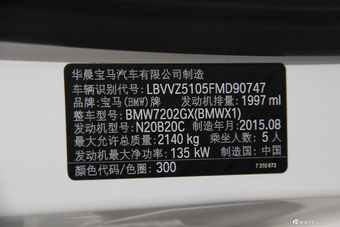 华晨宝马汽车有限公司制造
车辆识别代号: LBVVZ5105FMD90747
品牌: 宝马(BMW)牌 发动机排量: 1997 ml
整车型号: BMW7202GX(BMWX1)
发动机型号: N20B20C 制造年月: 2015.08
最大允许总质量: 2140 kg 乘坐人数: 5 人
发动机最大净功率: 135 kW 制造国: 中国
颜色代码/色圈: 300
7 310 973